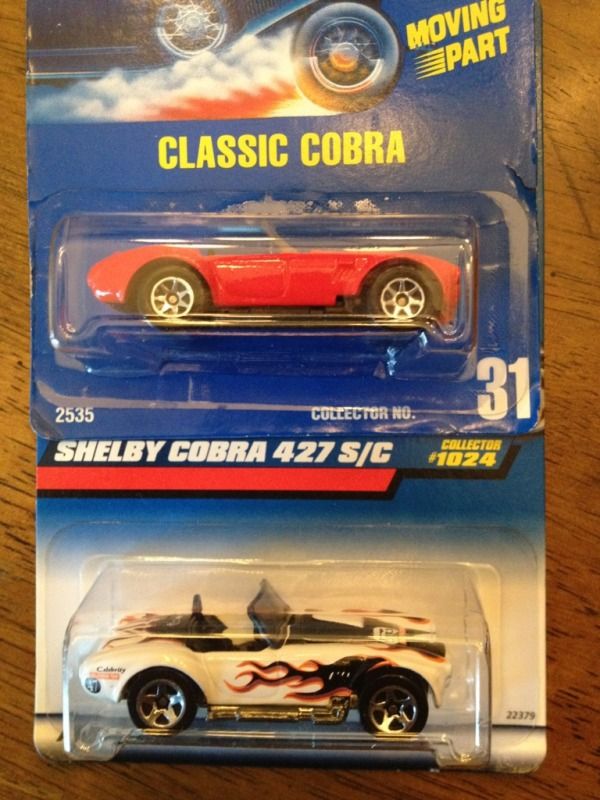 MOVING
PART
CLASSIC COBRA
2535
COLLECTOR NO.
31
SHELBY COBRA 427 S/C
COLLECTOR
#1024
Celebrity
22379